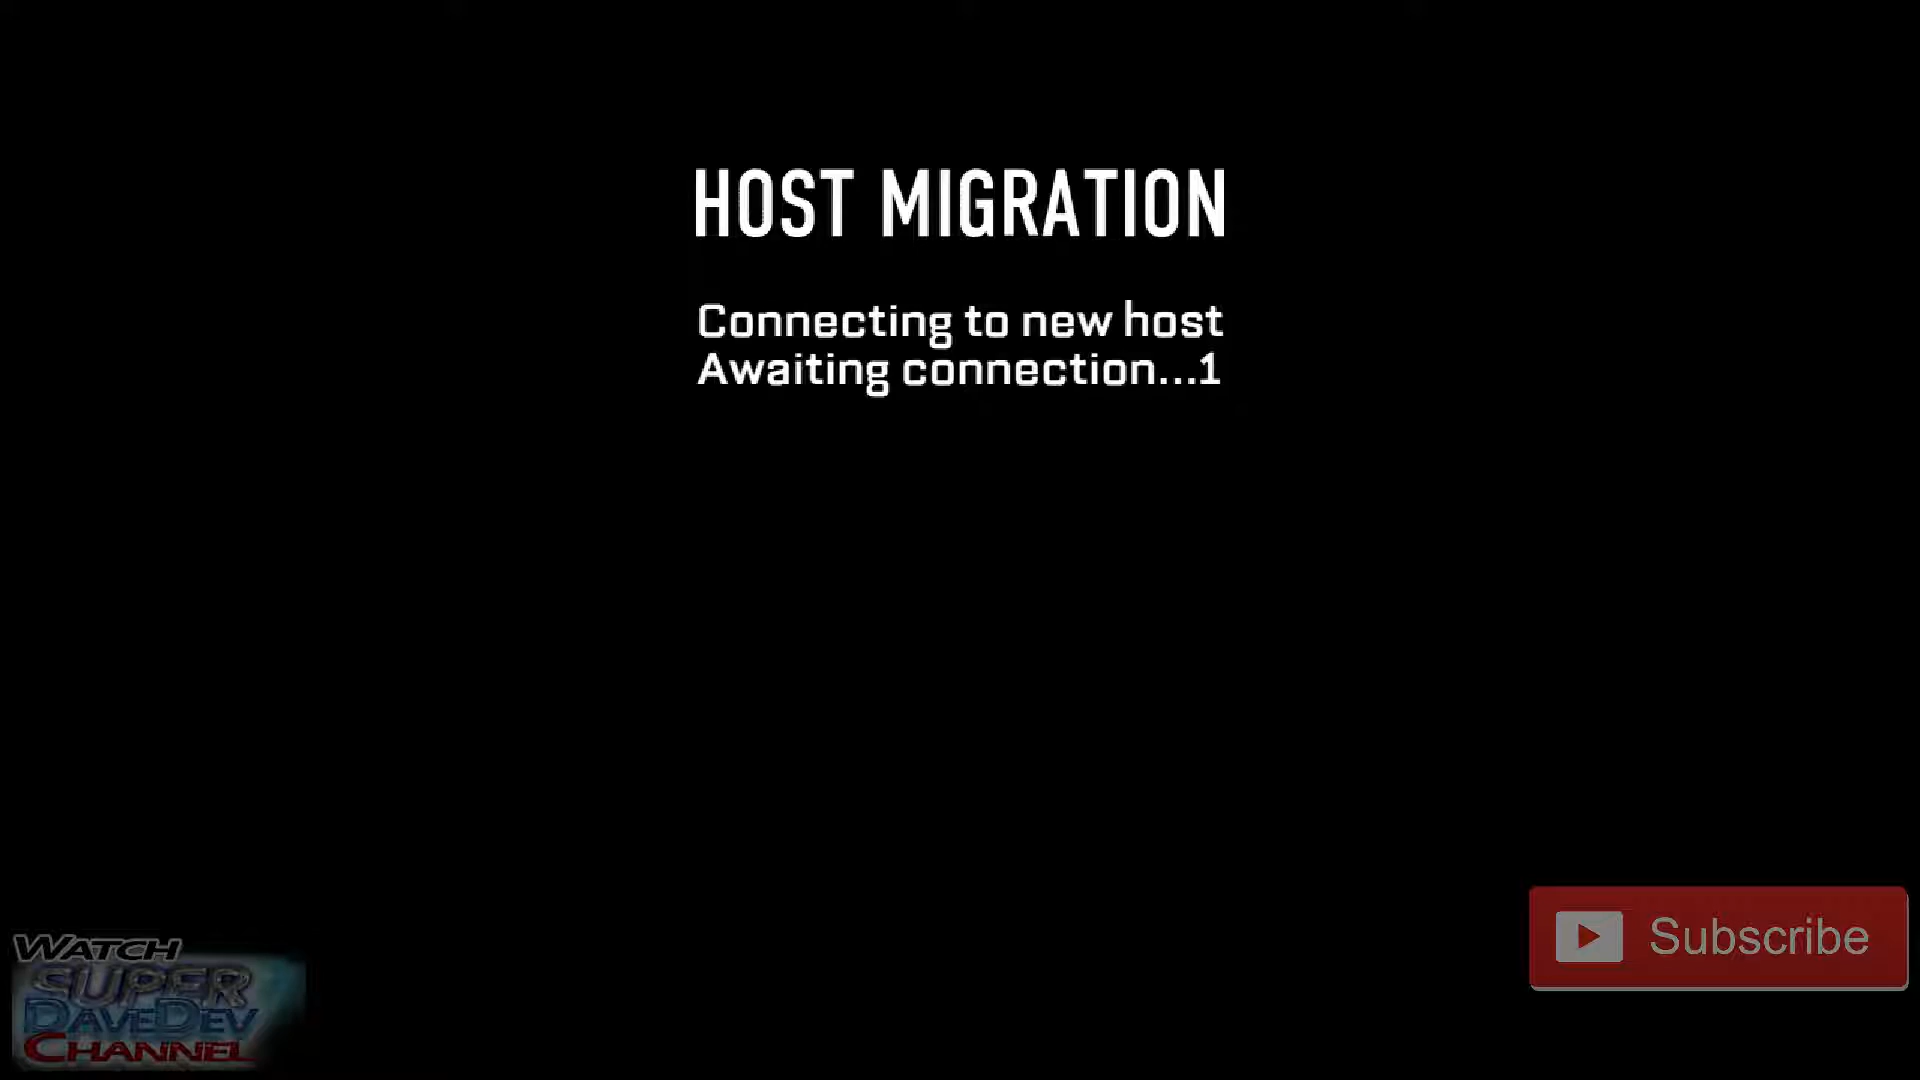 HOST MIGRATION
Connecting to new host
Awaiting connection...1
Subscribe
WATCH
SUPER
DAVEDEV
CHANNEL